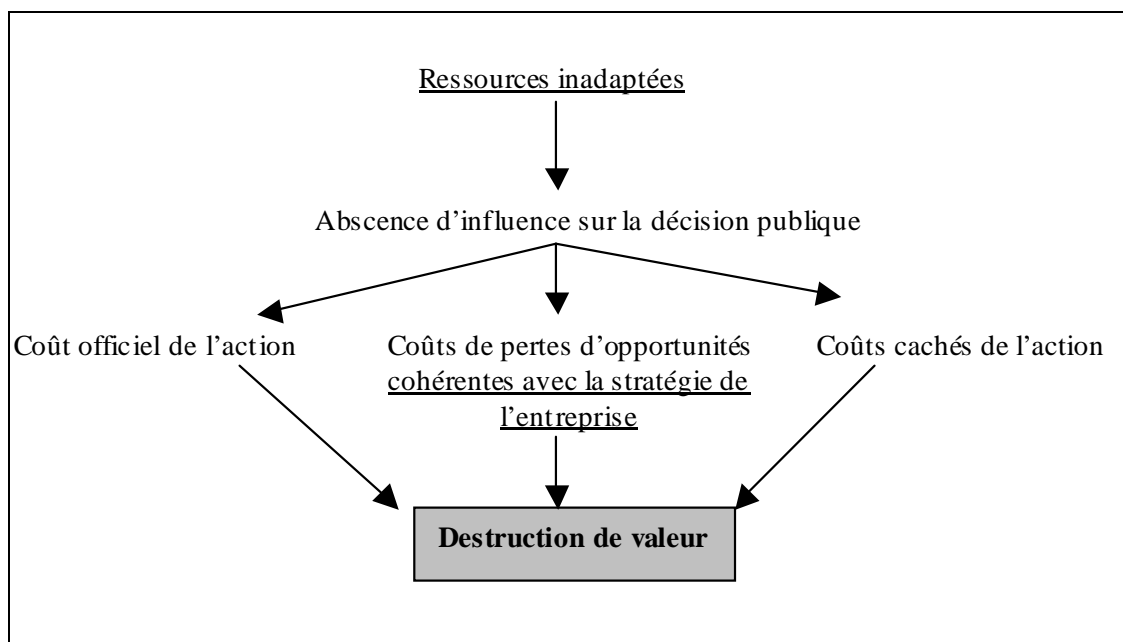 Ressources inadaptées
Abscence d’influence sur la décision publique
Coût officiel de l’action
Coûts de pertes d’opportunités
cohérentes avec la stratégie de
l’entreprise
Coûts cachés de l’action
Destruction de valeur